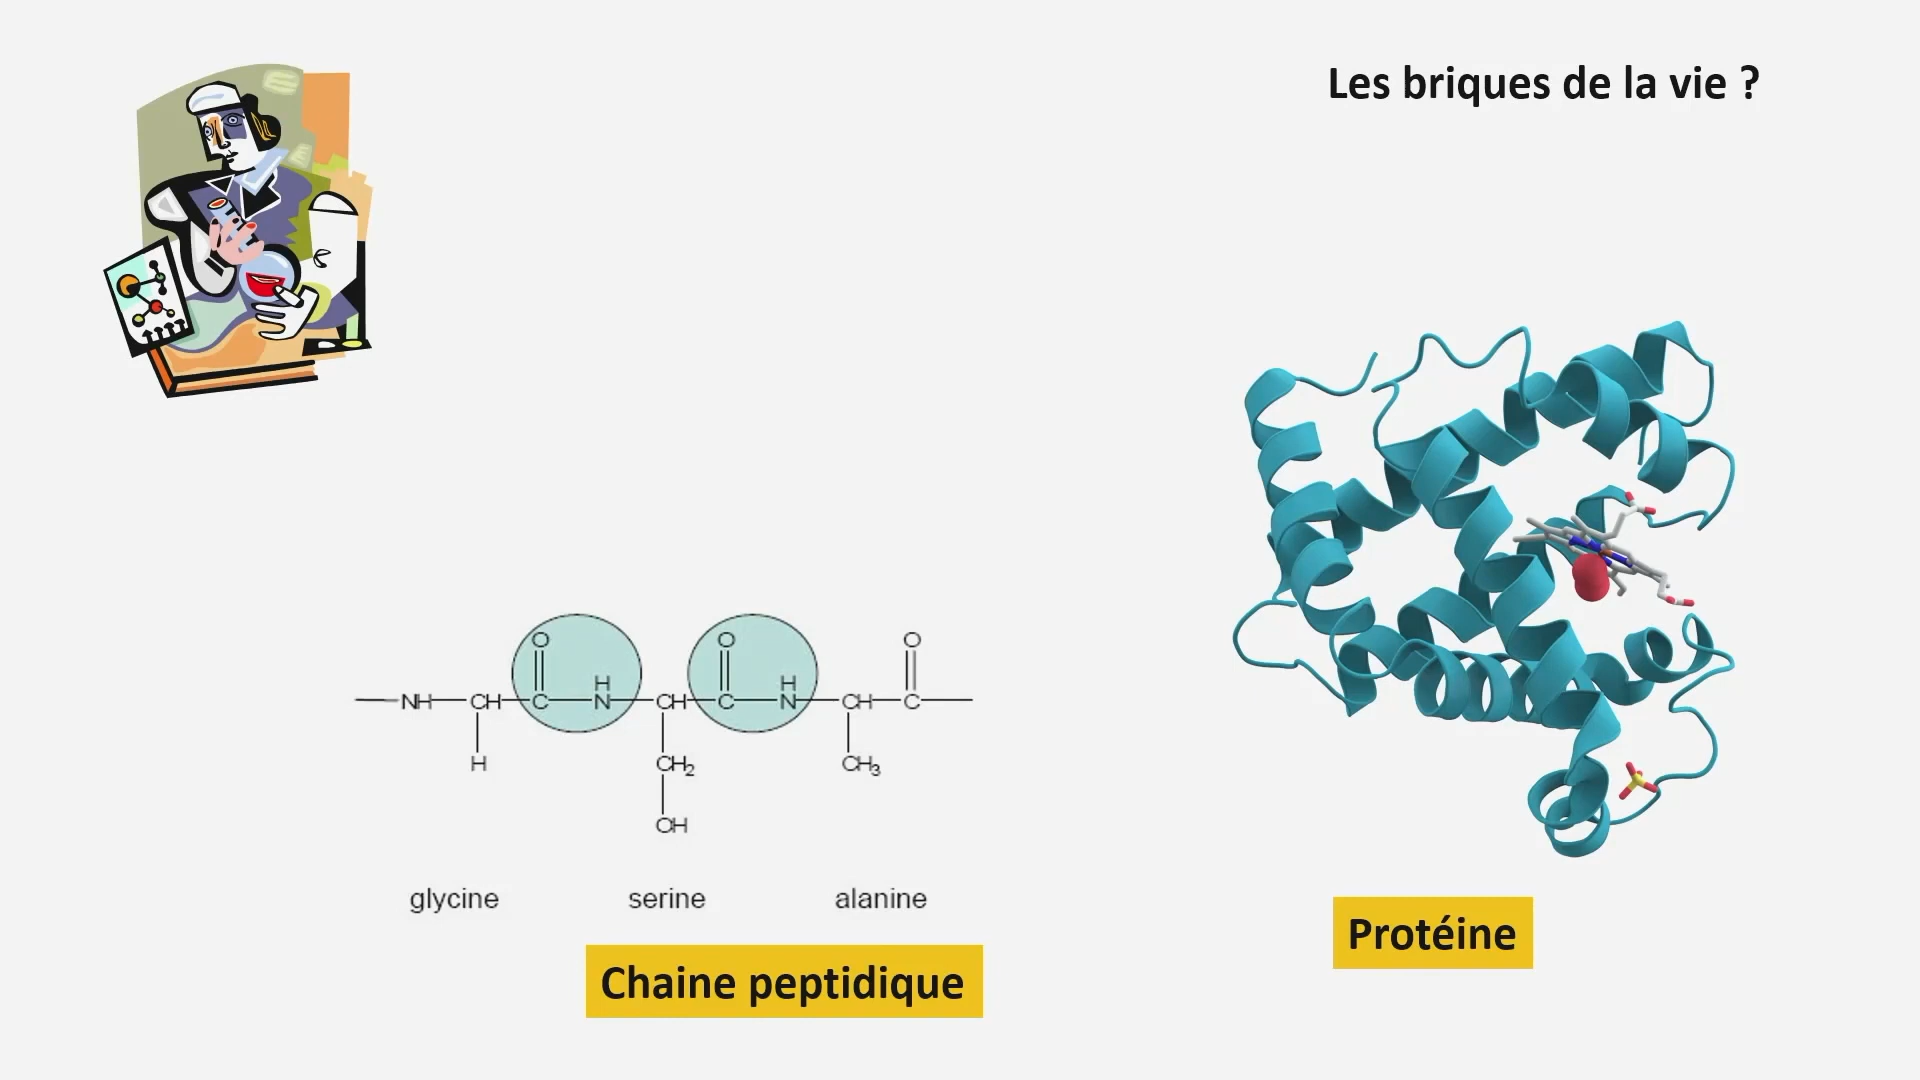 Les briques de la vie ?
O O O
H H
NH CH C N CH C N CH C
H CH2 CH3
OH
glycine serine alanine
Chaine peptidique
Protéine